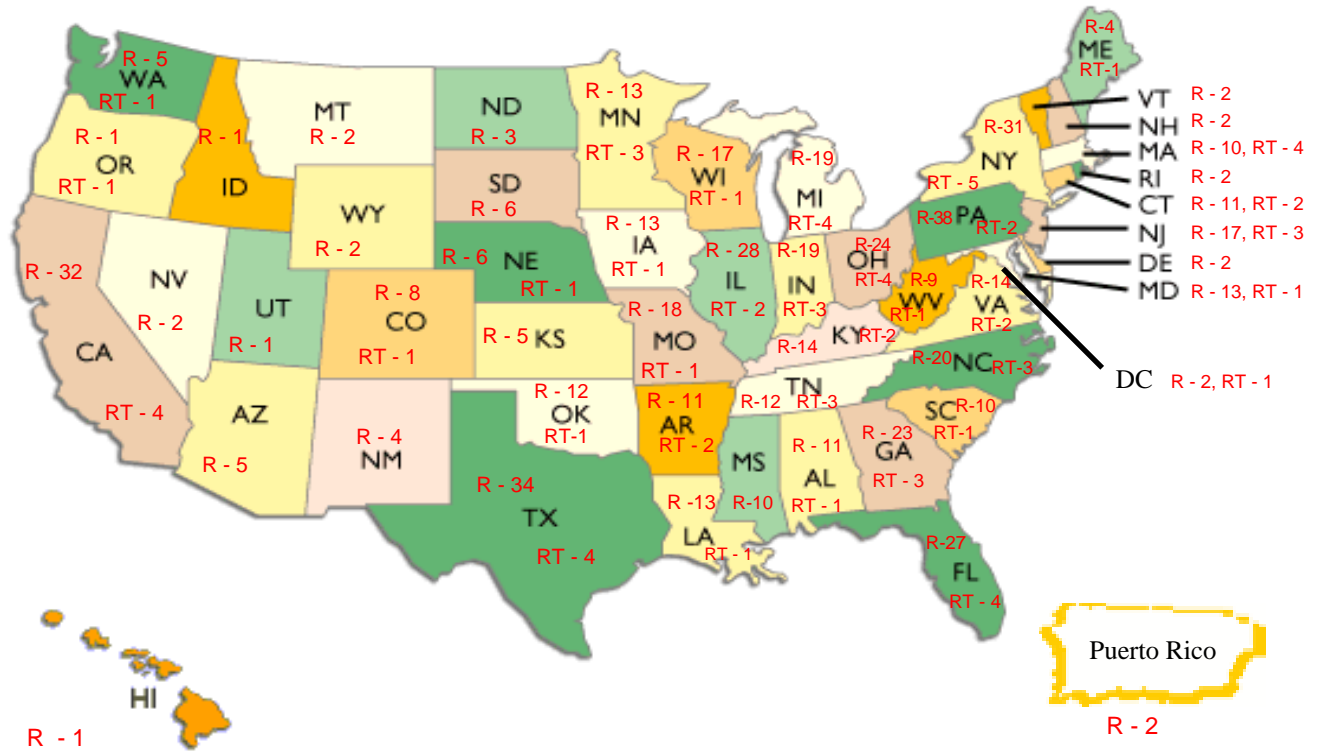 R - 5
WA
RT - 1
R - 1
OR
RT - 1
R - 1
ID
MT
R - 2
ND
R - 3
R - 13
MN
RT - 3
SD
R - 6
WY
R - 2
R - 17
WI
RT - 1
R-19
MI
RT-4
R - 13
IA
RT - 1
R - 6
NE
RT - 1
R - 32
CA
RT - 4
NV
R - 2
UT
R - 1
R - 8
CO
RT - 1
R - 5 KS
R - 18
MO
RT - 1
R - 28
IL
RT - 2
R-19
IN
RT-3
R-24
OH
RT-4
R-38 PA
RT-2
R-31
NY
RT - 5
R-4
ME
RT-1
VT R - 2
NH R - 2
MA R - 10, RT - 4
RI R - 2
CT R - 11, RT - 2
NJ R - 17, RT - 3
DE R - 2
MD R - 13, RT - 1
DC R - 2, RT - 1
R-9
WV
RT-1
R-14
VA
RT-2
KY RT-2
R-14
R-20 NC RT-3
TN
R-12 RT-3
SC R-10
RT-1
AZ
R - 5
R - 4
NM
R - 12
OK
RT-1
R - 11
AR
RT - 2
MS
R-10
R - 11
AL
RT - 1
R - 23
GA
RT - 3
R - 34
TX
RT - 4
R -13
LA
RT - 1
R-27
FL
RT - 4
HI
R - 1
Puerto Rico
R - 2